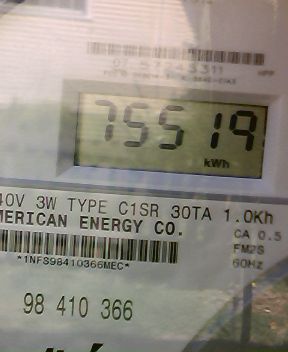 75519
kWh
40V 3W TYPE C1SR 30TA 1.0Kh
MERICAN ENERGY CO.
CA 0.5
FM2S
60HZ
*1NFS98410366MEC*
98 410 366